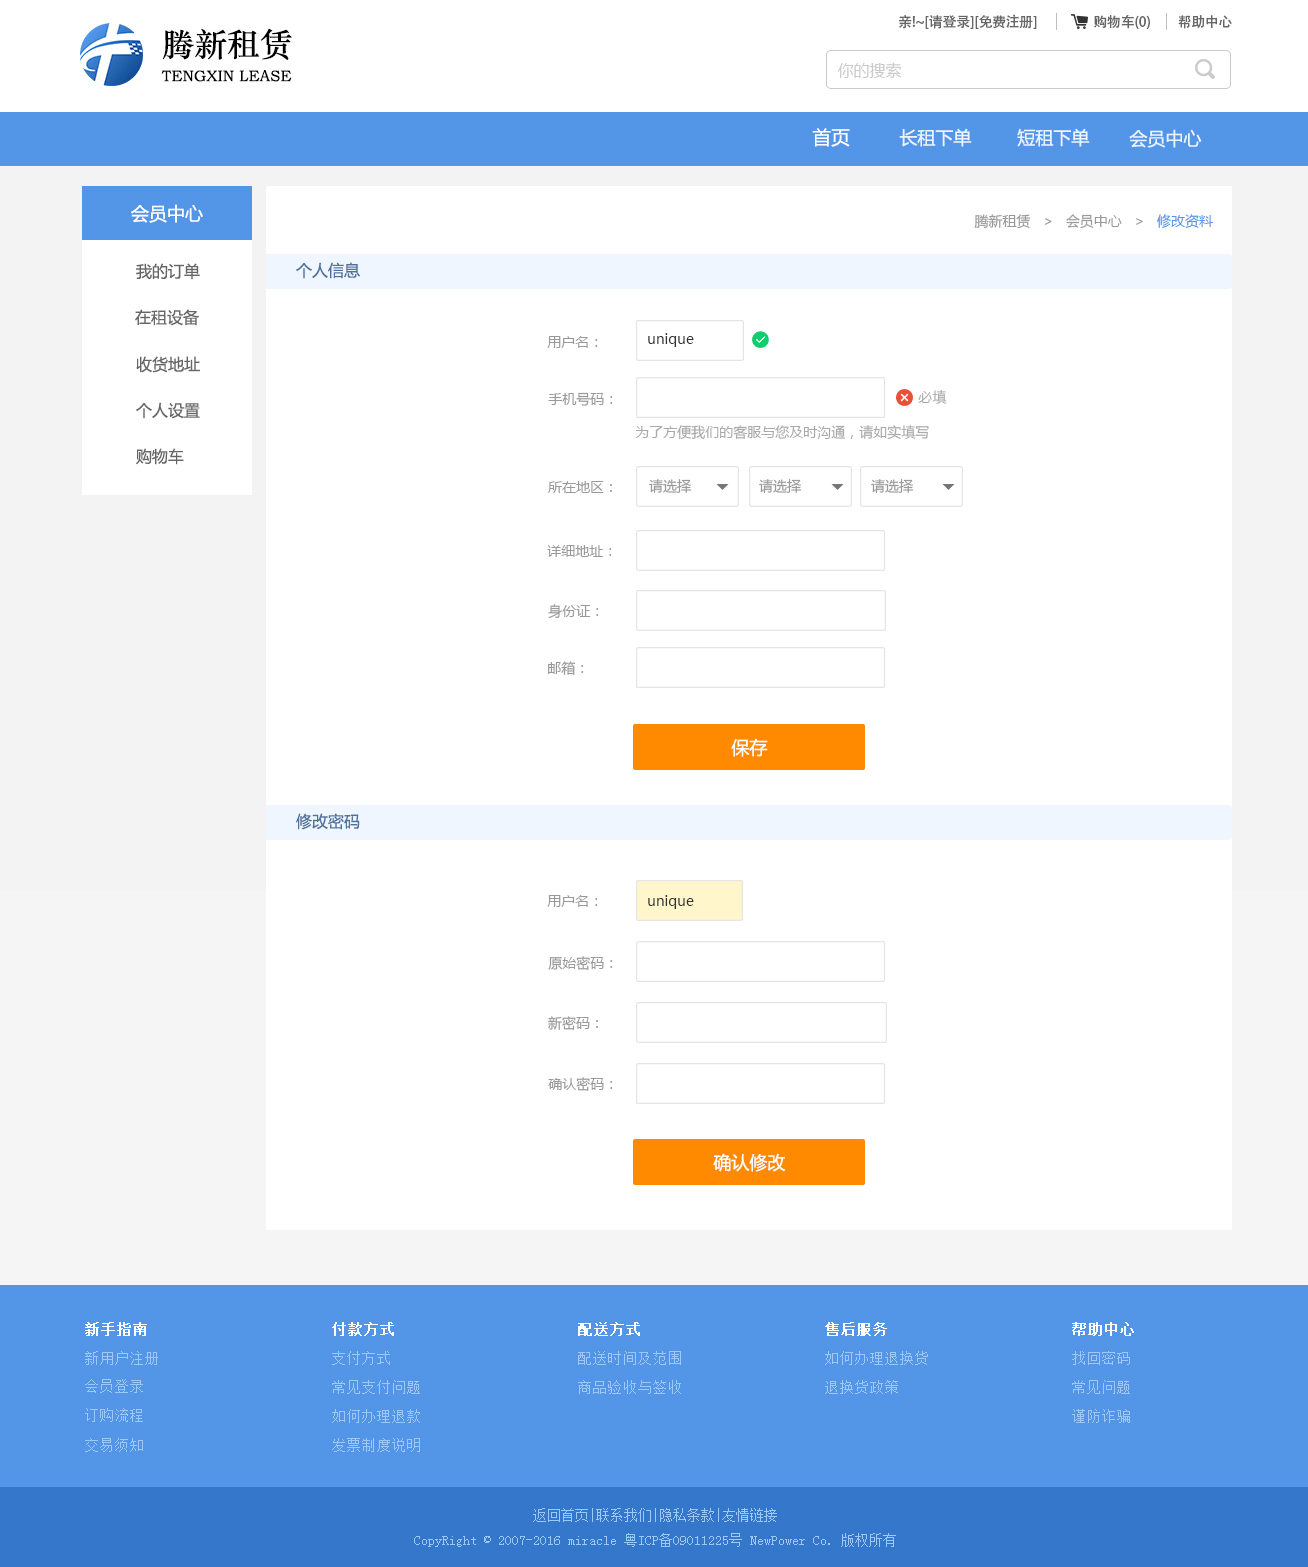 亲!~[请登录][免费注册]
购物车(0)
帮助中心
腾新租赁
TENGXIN LEASE
你的搜索
首页
长租下单
短租下单
会员中心
会员中心
我的订单
在租设备
收货地址
个人设置
购物车
腾新租赁 > 会员中心 > 修改资料
个人信息
用户名：
unique
手机号码：
必填
为了方便我们的客服与您及时沟通，请如实填写
所在地区：
请选择
请选择
请选择
详细地址：
身份证：
邮箱：
保存
修改密码
用户名：
unique
原始密码：
新密码：
确认密码：
确认修改
新手指南
新用户注册
会员登录
订购流程
交易须知
付款方式
支付方式
常见支付问题
如何办理退款
发票制度说明
配送方式
配送时间及范围
商品验收与签收
售后服务
如何办理退换货
退换货政策
帮助中心
找回密码
常见问题
谨防诈骗
返回首页|联系我们|隐私条款|友情链接
CopyRight © 2007-2016 miracle 粤ICP备09011225号 NewPower Co. 版权所有